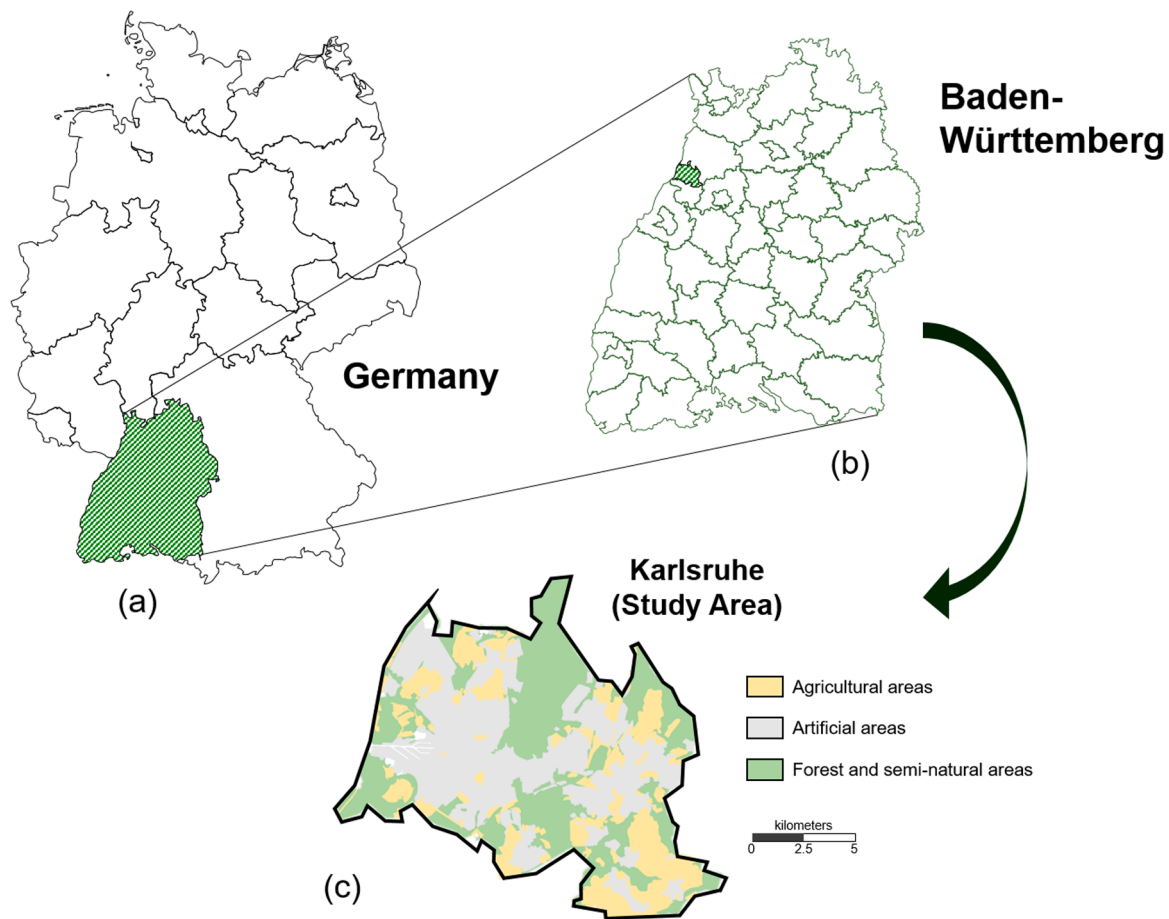 Baden-
Württemberg
Germany
(b)
(a)
Karlsruhe
(Study Area)
Agricultural areas
Artificial areas
Forest and semi-natural areas
kilometers
0 2.5 5
(c)